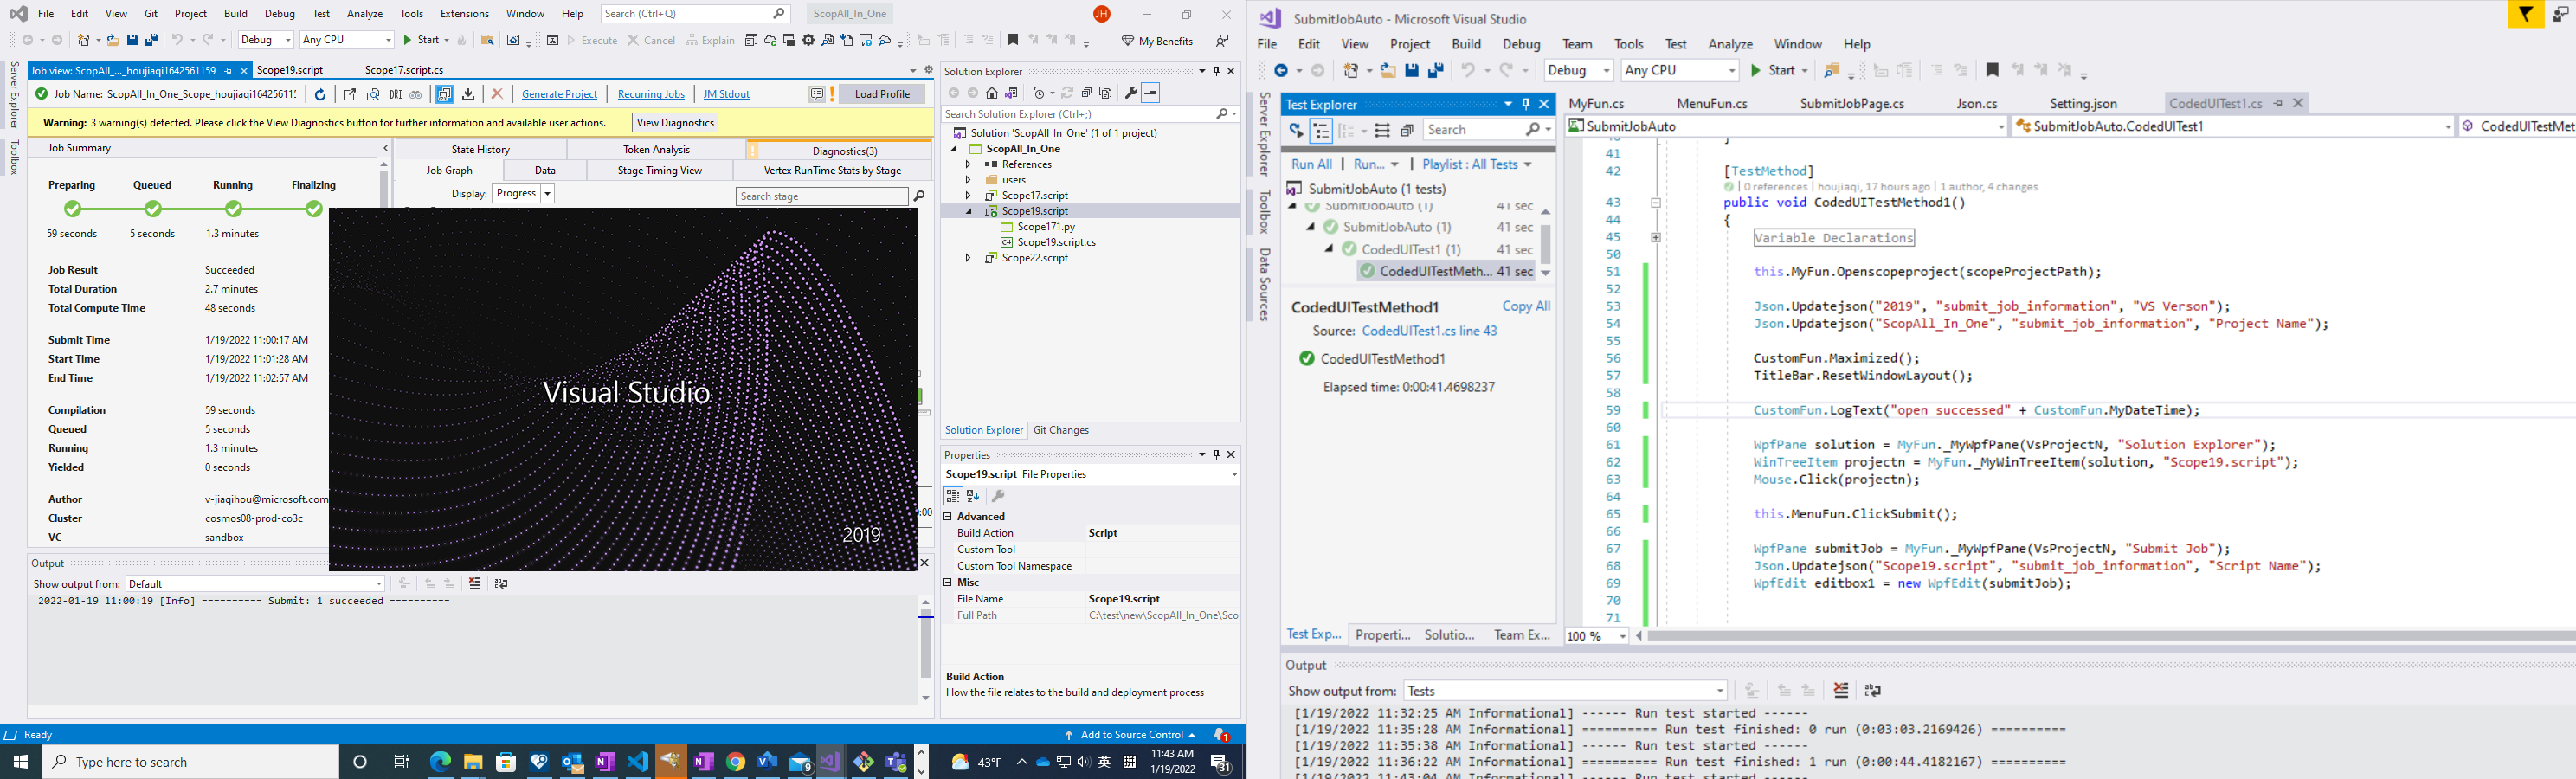 File Edit View Git Project Build Debug Test Analyze Tools Extensions Window Help Search (Ctrl+Q) ScopAll_In_One JH
Debug Any CPU Start Execute Cancel Explain My Benefits
Server Explorer
Toolbox
Job view: ScopAll_..._houjiaqi1642561159 Scope19.script Scope17.script.cs
Job Name: ScopAll_In_One_Scope_houjiaqi16425611 Generate Project Recurring Jobs JM Stdout Load Profile
Warning: 3 warning(s) detected. Please click the View Diagnostics button for further information and available user actions. View Diagnostics
Job Summary
Preparing Queued Running Finalizing
59 seconds 5 seconds 1.3 minutes
Job Result Succeeded
Total Duration 2.7 minutes
Total Compute Time 48 seconds
Submit Time 1/19/2022 11:00:17 AM
Start Time 1/19/2022 11:01:28 AM
End Time 1/19/2022 11:02:57 AM
Compilation 59 seconds
Queued 5 seconds
Running 1.3 minutes
Yielded 0 seconds
Author v-jiaqihou@microsoft.com
Cluster cosmos08-prod-co3c
VC sandbox
State History Token Analysis Diagnostics(3)
Job Graph Data Stage Timing View Vertex RunTime Stats by Stage
Display: Progress Search stage
Visual Studio
2019
Output
Show output from: Default
2022-01-19 11:00:19 [Info] ========== Submit: 1 succeeded ==========
Solution Explorer
Search Solution Explorer (Ctrl+;)
Solution 'ScopAll_In_One' (1 of 1 project)
ScopAll_In_One
References
users
Scope17.script
Scope19.script
Scope171.py
Scope19.script.cs
Scope22.script
Solution Explorer Git Changes
Properties
Scope19.script File Properties
Advanced
Build Action Script
Custom Tool
Custom Tool Namespace
Misc
File Name Scope19.script
Full Path C:\test\new\ScopAll_In_One\Sco
Build Action
How the file relates to the build and deployment process
Ready Add to Source Control 1
Type here to search 9 43°F 英 11:43 AM
1/19/2022 31
SubmitJobAuto - Microsoft Visual Studio
File Edit View Project Build Debug Team Tools Test Analyze Window Help
Debug Any CPU Start
Server Explorer
Toolbox
Data Sources
Test Explorer
Search
Run All | Run... | Playlist : All Tests
SubmitJobAuto (1 tests)
SubmitJobAuto (1) 41 sec
SubmitJobAuto (1) 41 sec
CodedUITest1 (1) 41 sec
CodedUITestMeth... 41 sec
CodedUITestMethod1 Copy All
Source: CodedUITest1.cs line 43
CodedUITestMethod1
Elapsed time: 0:00:41.4698237
Test Exp... Properti... Solutio... Team Ex...
MyFun.cs MenuFun.cs SubmitJobPage.cs Json.cs Setting.json CodedUITest1.cs
SubmitJobAuto SubmitJobAuto.CodedUITest1 CodedUITestMet
41 }
42 [TestMethod]
0 references | houjiaqi, 17 hours ago | 1 author, 4 changes
43 public void CodedUITestMethod1()
44 {
45 Variable Declarations
50
51 this.MyFun.Openscopeproject(scopeProjectPath);
52
53 Json.Updatejson("2019", "submit_job_information", "VS Verson");
54 Json.Updatejson("ScopAll_In_One", "submit_job_information", "Project Name");
55
56 CustomFun.Maximized();
57 TitleBar.ResetWindowLayout();
58
59 CustomFun.LogText("open successed" + CustomFun.MyDateTime);
60
61 WpfPane solution = MyFun._MyWpfPane(VsProjectN, "Solution Explorer");
62 WinTreeItem projectn = MyFun._MyWinTreeItem(solution, "Scope19.script");
63 Mouse.Click(projectn);
64
65 this.MenuFun.ClickSubmit();
66
67 WpfPane submitJob = MyFun._MyWpfPane(VsProjectN, "Submit Job");
68 Json.Updatejson("Scope19.script", "submit_job_information", "Script Name");
69 WpfEdit editbox1 = new WpfEdit(submitJob);
70
71
100 %
Output
Show output from: Tests
[1/19/2022 11:32:25 AM Informational] ------ Run test started ------
[1/19/2022 11:35:28 AM Informational] ========== Run test finished: 0 run (0:03:03.2169426) ==========
[1/19/2022 11:35:38 AM Informational] ------ Run test started ------
[1/19/2022 11:36:22 AM Informational] ========== Run test finished: 1 run (0:00:44.4182167) ==========
[1/19/2022 11:43:04 AM Informational] ------ Run test started ------